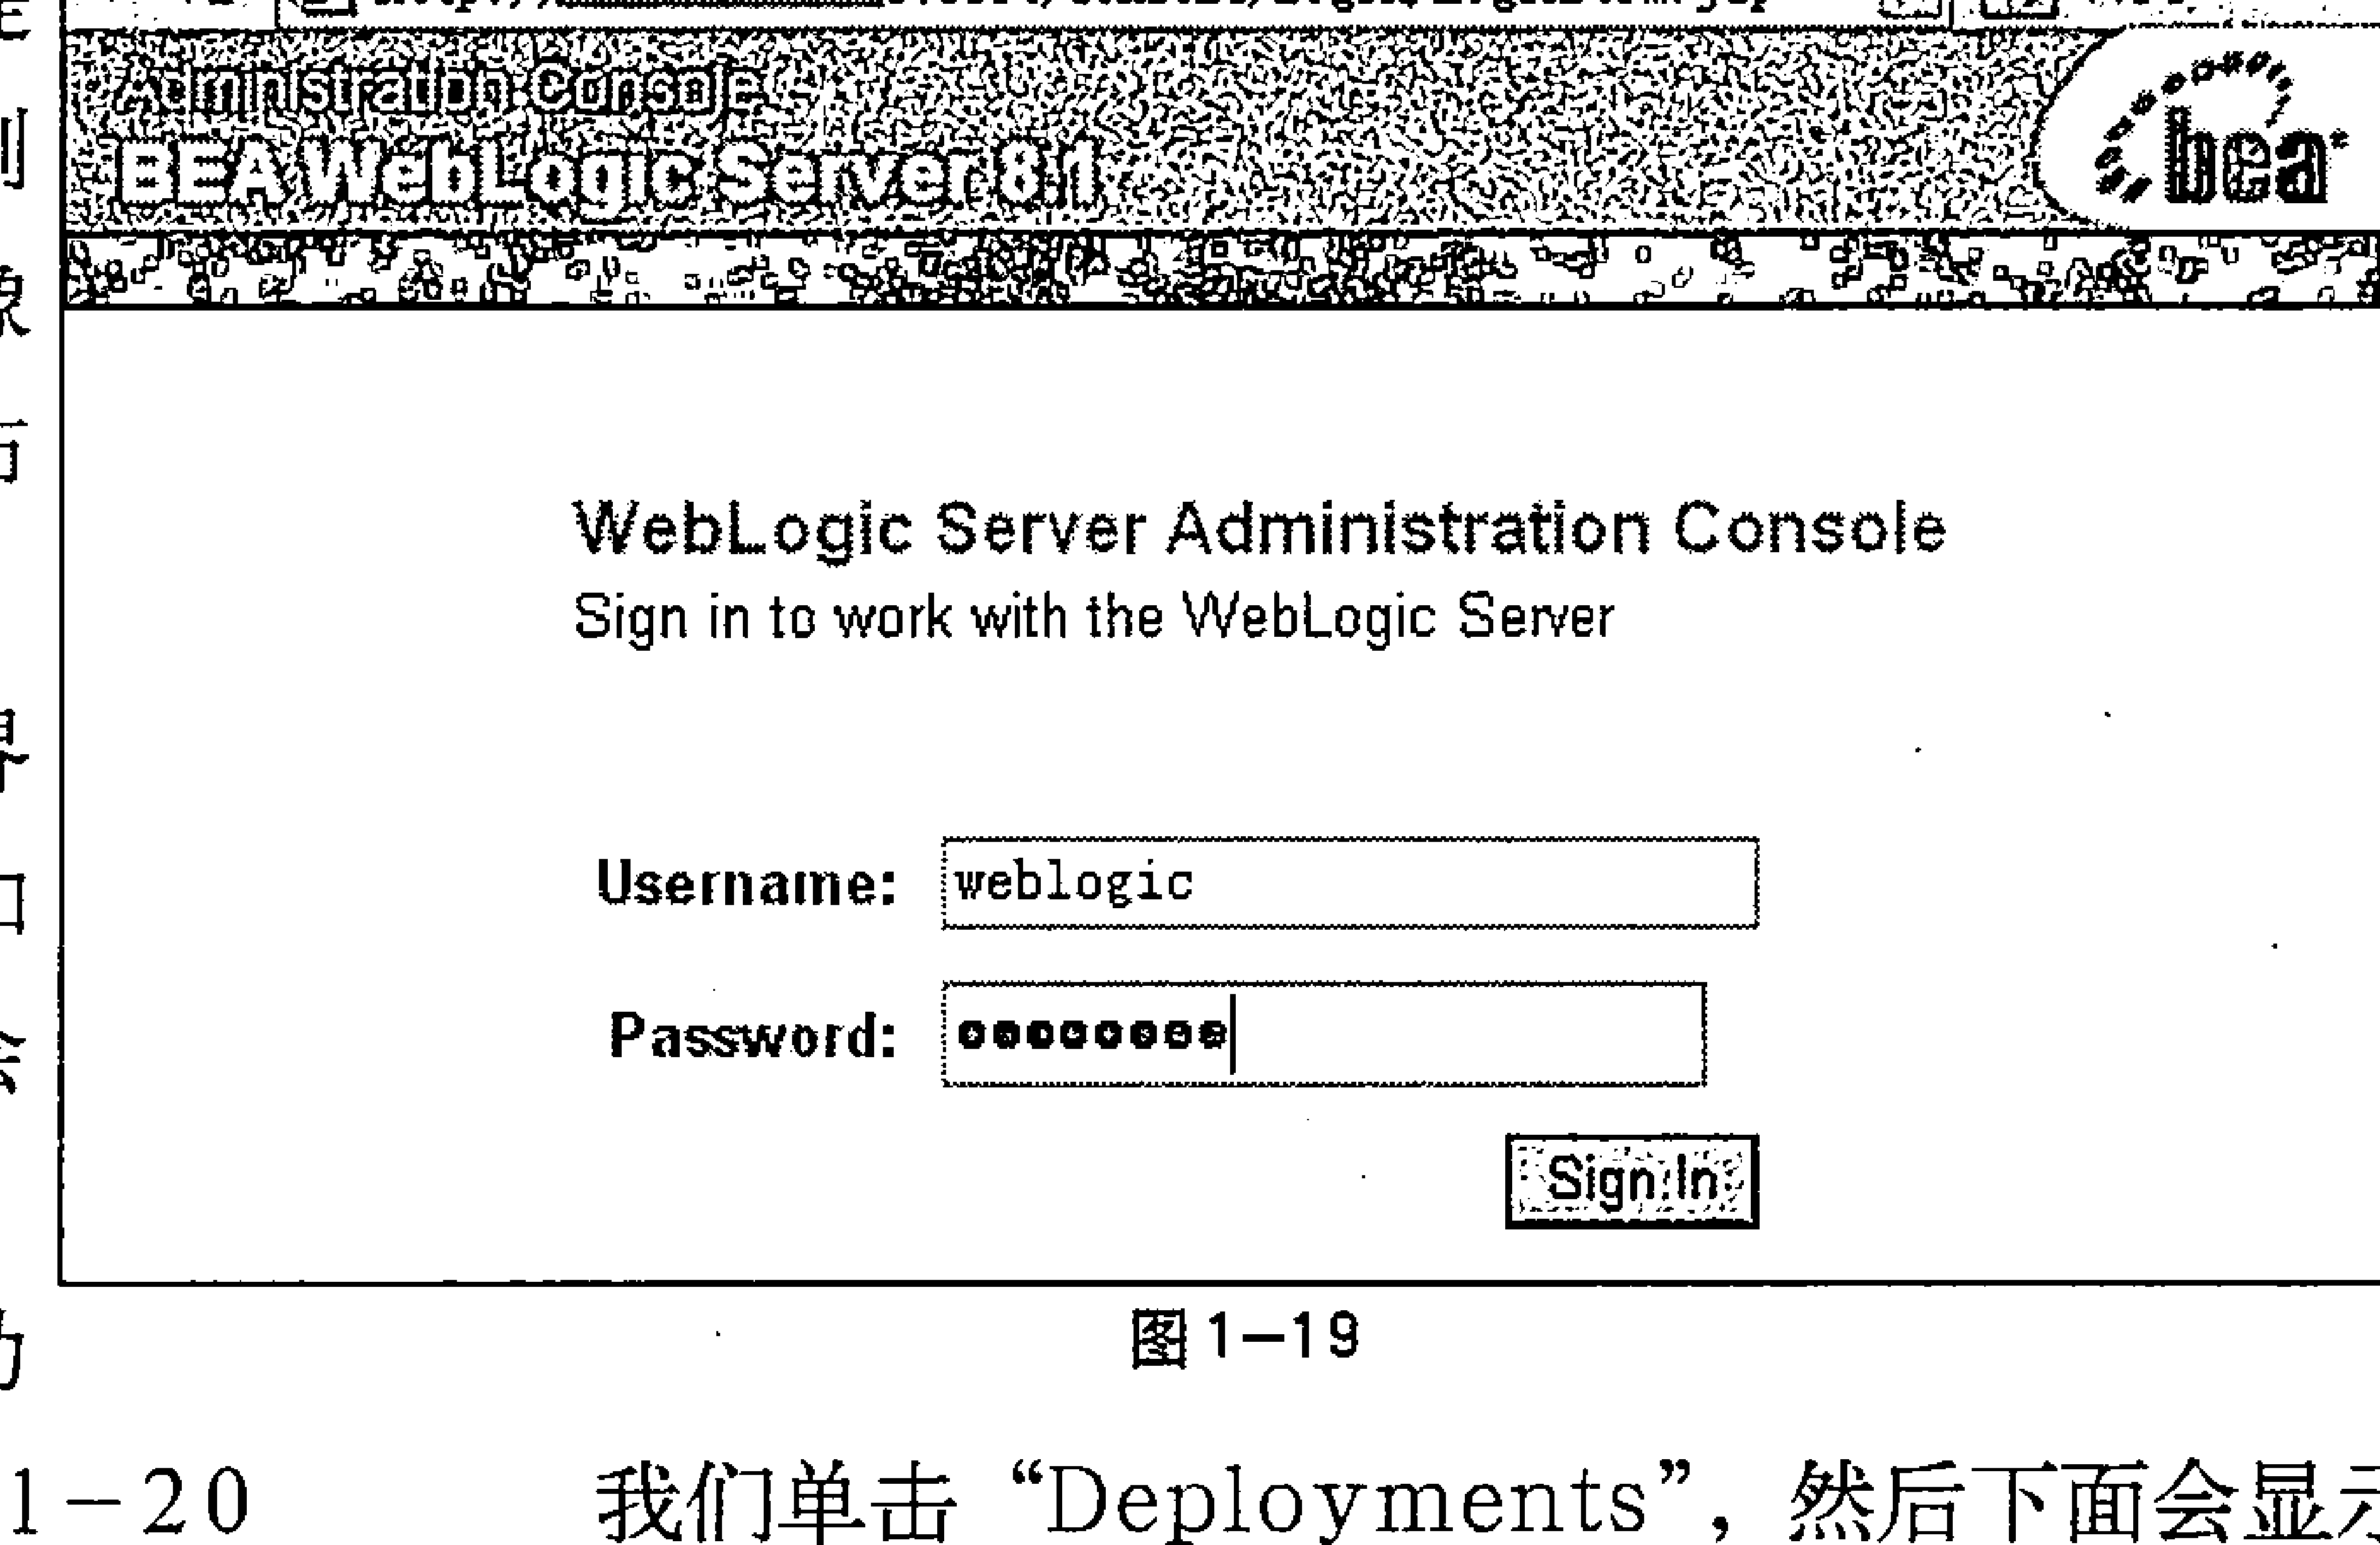 Administration Console
BEA WebLogic Server 8.1
bea
WebLogic Server Administration Console
Sign in to work with the WebLogic Server
Username: weblogic
Password:
Sign In
图1-19
1-20
我们单击“Deployments”,然后下面会显示